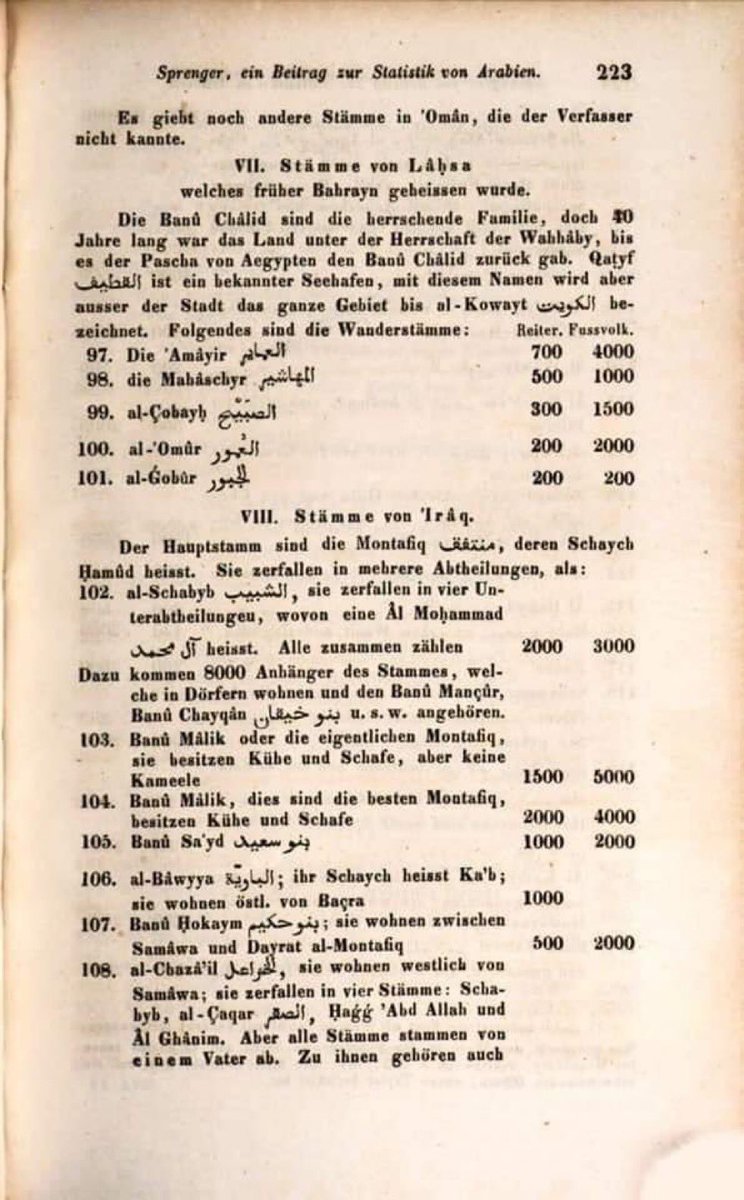 Sprenger, ein Beitrag zur Statistik von Arabien. 223
Es giebt noch andere Stämme in 'Omân, die der Verfasser
nicht kannte.
VII. Stämme von Lâḥsa
welches früher Bahrayn geheissen wurde.
Die Banû Châlid sind die herrschende Familie, doch 40
Jahre lang war das Land unter der Herrschaft der Wahhâby, bis
es der Pascha von Aegypten den Banû Châlid zurück gab. Qaṭyf
القطيف ist ein bekannter Seehafen, mit diesem Namen wird aber
ausser der Stadt das ganze Gebiet bis al-Kowayt الكويت be-
zeichnet. Folgendes sind die Wanderstämme: Reiter. Fussvolk.
97. Die 'Amâyir العماير 700 4000
98. die Mahâschyr المهاشير 500 1000
99. al-Çobayḥ الصّبَيْح 300 1500
100. al-'Omûr العُمور 200 2000
101. al-Ǵobûr الجبور 200 200
VIII. Stämme von 'Irâq.
Der Hauptstamm sind die Montafiq منتفق, deren Schaych
Ḥamûd heisst. Sie zerfallen in mehrere Abtheilungen, als:
102. al-Schabyb الشبيب, sie zerfallen in vier Un-
terabtheilungeu, wovon eine Âl Moḥammad
آل محمد heisst. Alle zusammen zählen 2000 3000
Dazu kommen 8000 Anhänger des Stammes, wel-
che in Dörfern wohnen und den Banû Mançûr,
Banû Chayqân بنو خيقان u. s. w. angehören.
103. Banû Mâlik oder die eigentlichen Montafiq,
sie besitzen Kühe und Schafe, aber keine
Kameele 1500 5000
104. Banû Mâlik, dies sind die besten Montafiq,
besitzen Kühe und Schafe 2000 4000
105. Banû Sa'yd بنو سعيد 1000 2000
106. al-Bâwyya الباويّة; ihr Schaych heisst Ka'b;
sie wohnen östl. von Baçra 1000
107. Banû Ḥokaym بنو حكيم; sie wohnen zwischen
Samâwa und Dayrat al-Montafiq 500 2000
108. al-Chazâ'il الخزاعل, sie wohnen westlich von
Samâwa; sie zerfallen in vier Stämme: Scha-
byb, al-Çaqar الصقر, Ḥaǵǵ 'Abd Allah und
Âl Ghânim. Aber alle Stämme stammen von
einem Vater ab. Zu ihnen gehören auch